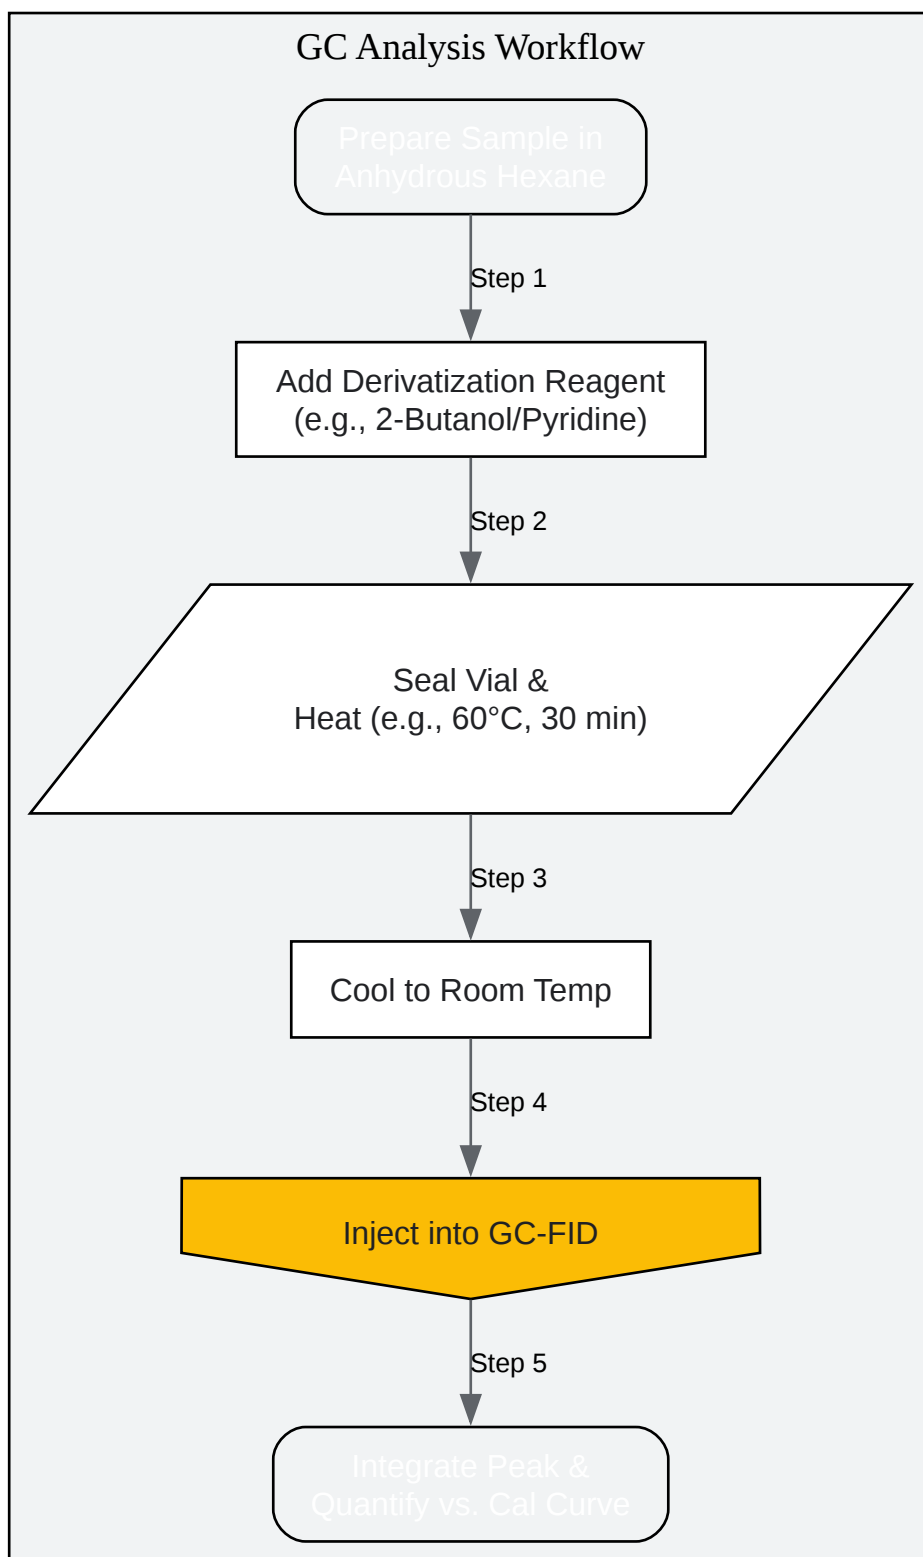 GC Analysis Workflow
Prepare Sample in
Anhydrous Hexane
Step 1
Add Derivatization Reagent
(e.g., 2-Butanol/Pyridine)
Step 2
Seal Vial &
Heat (e.g., 60°C, 30 min)
Step 3
Cool to Room Temp
Step 4
Inject into GC-FID
Step 5
Integrate Peak &
Quantify vs. Cal Curve